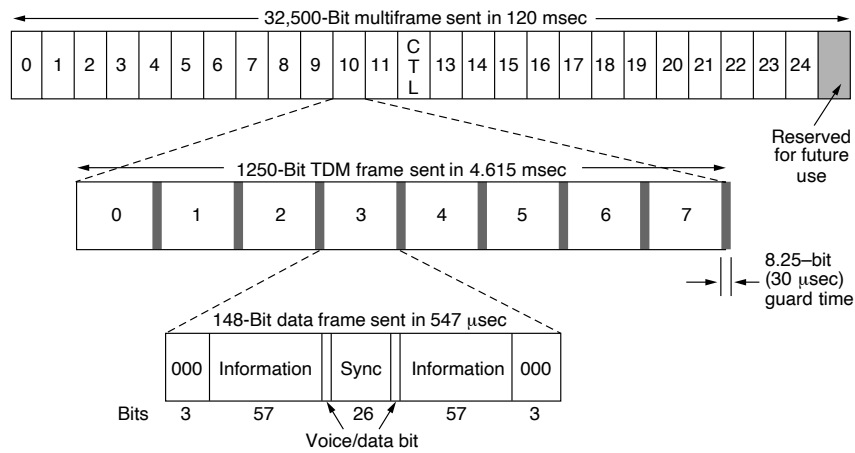 32,500-Bit multiframe sent in 120 msec
0 1 2 3 4 5 6 7 8 9 10 11 CTL 13 14 15 16 17 18 19 20 21 22 23 24
Reserved
for future
use
1250-Bit TDM frame sent in 4.615 msec
0 1 2 3 4 5 6 7
8.25–bit
(30 μsec)
guard time
148-Bit data frame sent in 547 μsec
000 Information Sync Information 000
Bits 3 57 26 57 3
Voice/data bit